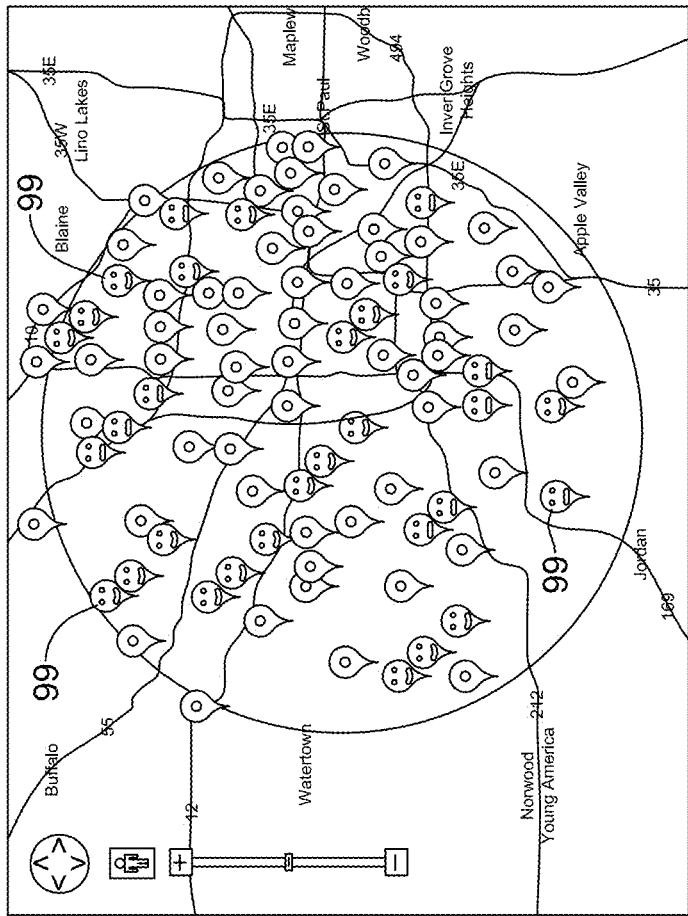 Maplew
Woodb
494
35E
Lino Lakes
35W
35E
St Paul
Inver Grove
Heights
99
Blaine
35E
Apple Valley
10
35
99
Jordan
169
99
Buffalo
55
Watertown
212
Norwood
Young America
12